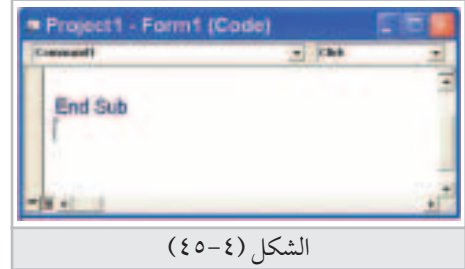 Project1 - Form1 (Code)
Command1 Click
End Sub
الشكل (٤-٤٥)